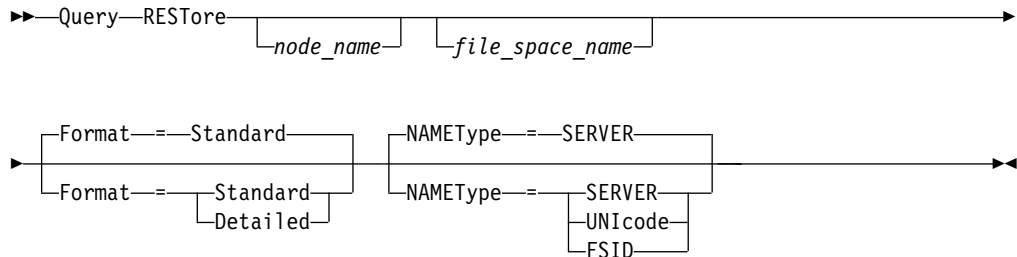 Query RESTore
node_name file_space_name
Format = Standard NAMEType = SERVER
Format = Standard NAMEType = SERVER
Detailed UNIcode
FSID